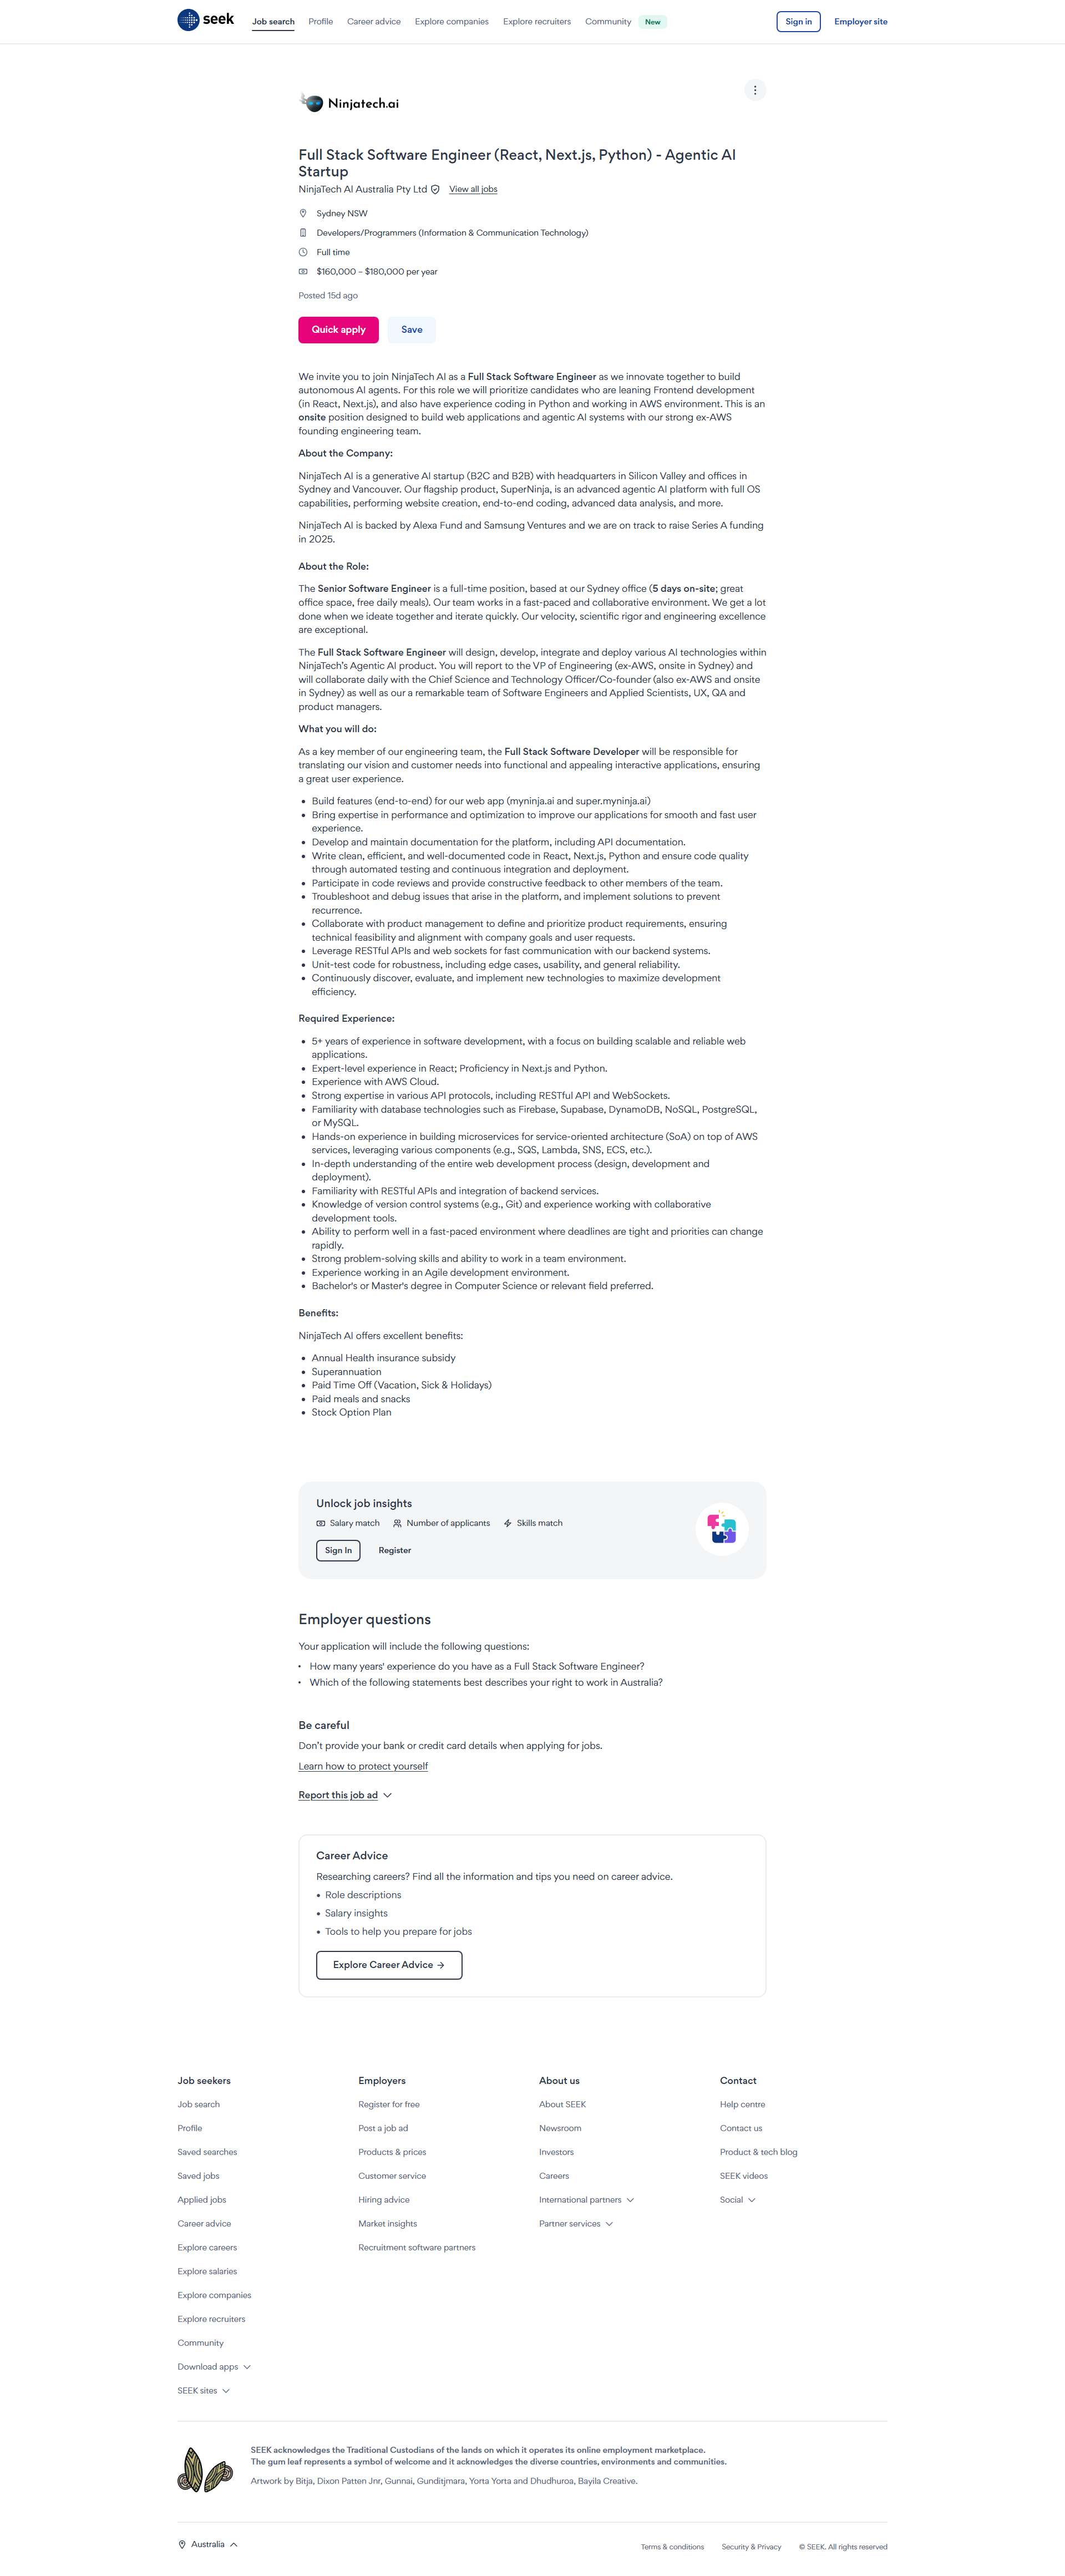 seek
Job search Profile Career advice Explore companies Explore recruiters Community New Sign in Employer site
Ninjatech.ai
Full Stack Software Engineer (React, Next.js, Python) - Agentic AI
Startup
NinjaTech AI Australia Pty Ltd View all jobs
Sydney NSW
Developers/Programmers (Information & Communication Technology)
Full time
$160,000 – $180,000 per year
Posted 15d ago
Quick apply Save
We invite you to join NinjaTech AI as a Full Stack Software Engineer as we innovate together to build
autonomous AI agents. For this role we will prioritize candidates who are leaning Frontend development
(in React, Next.js), and also have experience coding in Python and working in AWS environment. This is an
onsite position designed to build web applications and agentic AI systems with our strong ex-AWS
founding engineering team.
About the Company:
NinjaTech AI is a generative AI startup (B2C and B2B) with headquarters in Silicon Valley and offices in
Sydney and Vancouver. Our flagship product, SuperNinja, is an advanced agentic AI platform with full OS
capabilities, performing website creation, end-to-end coding, advanced data analysis, and more.
NinjaTech AI is backed by Alexa Fund and Samsung Ventures and we are on track to raise Series A funding
in 2025.
About the Role:
The Senior Software Engineer is a full-time position, based at our Sydney office (5 days on-site; great
office space, free daily meals). Our team works in a fast-paced and collaborative environment. We get a lot
done when we ideate together and iterate quickly. Our velocity, scientific rigor and engineering excellence
are exceptional.
The Full Stack Software Engineer will design, develop, integrate and deploy various AI technologies within
NinjaTech's Agentic AI product. You will report to the VP of Engineering (ex-AWS, onsite in Sydney) and
will collaborate daily with the Chief Science and Technology Officer/Co-founder (also ex-AWS and onsite
in Sydney) as well as our a remarkable team of Software Engineers and Applied Scientists, UX, QA and
product managers.
What you will do:
As a key member of our engineering team, the Full Stack Software Developer will be responsible for
translating our vision and customer needs into functional and appealing interactive applications, ensuring
a great user experience.
• Build features (end-to-end) for our web app (myninja.ai and super.myninja.ai)
• Bring expertise in performance and optimization to improve our applications for smooth and fast user
experience.
• Develop and maintain documentation for the platform, including API documentation.
• Write clean, efficient, and well-documented code in React, Next.js, Python and ensure code quality
through automated testing and continuous integration and deployment.
• Participate in code reviews and provide constructive feedback to other members of the team.
• Troubleshoot and debug issues that arise in the platform, and implement solutions to prevent
recurrence.
• Collaborate with product management to define and prioritize product requirements, ensuring
technical feasibility and alignment with company goals and user requests.
• Leverage RESTful APIs and web sockets for fast communication with our backend systems.
• Unit-test code for robustness, including edge cases, usability, and general reliability.
• Continuously discover, evaluate, and implement new technologies to maximize development
efficiency.
Required Experience:
• 5+ years of experience in software development, with a focus on building scalable and reliable web
applications.
• Expert-level experience in React; Proficiency in Next.js and Python.
• Experience with AWS Cloud.
• Strong expertise in various API protocols, including RESTful API and WebSockets.
• Familiarity with database technologies such as Firebase, Supabase, DynamoDB, NoSQL, PostgreSQL,
or MySQL.
• Hands-on experience in building microservices for service-oriented architecture (SoA) on top of AWS
services, leveraging various components (e.g., SQS, Lambda, SNS, ECS, etc.).
• In-depth understanding of the entire web development process (design, development and
deployment).
• Familiarity with RESTful APIs and integration of backend services.
• Knowledge of version control systems (e.g., Git) and experience working with collaborative
development tools.
• Ability to perform well in a fast-paced environment where deadlines are tight and priorities can change
rapidly.
• Strong problem-solving skills and ability to work in a team environment.
• Experience working in an Agile development environment.
• Bachelor's or Master's degree in Computer Science or relevant field preferred.
Benefits:
NinjaTech AI offers excellent benefits:
• Annual Health insurance subsidy
• Superannuation
• Paid Time Off (Vacation, Sick & Holidays)
• Paid meals and snacks
• Stock Option Plan
Unlock job insights
Salary match Number of applicants Skills match
Sign In Register
Employer questions
Your application will include the following questions:
• How many years' experience do you have as a Full Stack Software Engineer?
• Which of the following statements best describes your right to work in Australia?
Be careful
Don't provide your bank or credit card details when applying for jobs.
Learn how to protect yourself
Report this job ad
Career Advice
Researching careers? Find all the information and tips you need on career advice.
• Role descriptions
• Salary insights
• Tools to help you prepare for jobs
Explore Career Advice →
Job seekers Employers About us Contact
Job search Register for free About SEEK Help centre
Profile Post a job ad Newsroom Contact us
Saved searches Products & prices Investors Product & tech blog
Saved jobs Customer service Careers SEEK videos
Applied jobs Hiring advice International partners Social
Career advice Market insights Partner services
Explore careers Recruitment software partners
Explore salaries
Explore companies
Explore recruiters
Community
Download apps
SEEK sites
SEEK acknowledges the Traditional Custodians of the lands on which it operates its online employment marketplace.
The gum leaf represents a symbol of welcome and it acknowledges the diverse countries, environments and communities.
Artwork by Bitja, Dixon Patten Jnr, Gunnai, Gunditjmara, Yorta Yorta and Dhudhuroa, Bayila Creative.
Australia Terms & conditions Security & Privacy © SEEK. All rights reserved